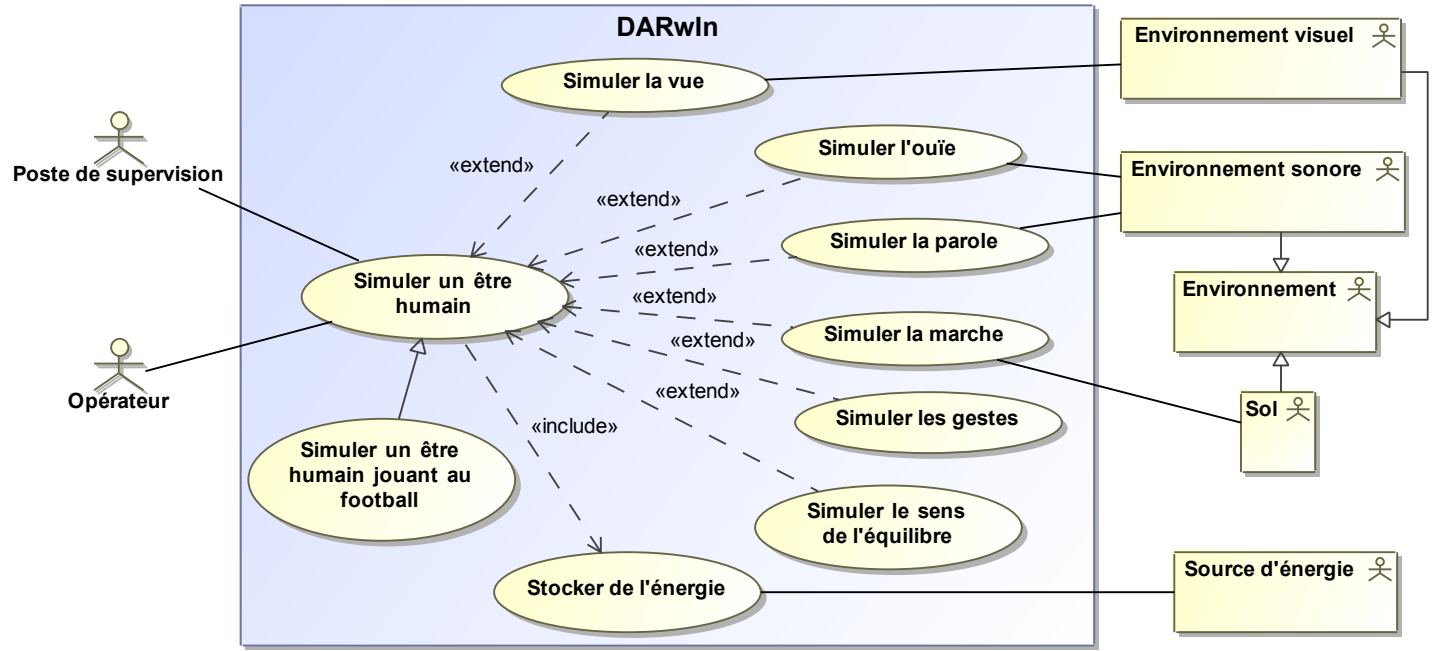 DARwIn
Environnement visuel
Simuler la vue
Simuler l'ouïe
«extend»
Environnement sonore
Poste de supervision
«extend»
Simuler la parole
«extend»
Simuler un être
humain
Environnement
«extend»
Simuler la marche
«extend»
«extend»
Opérateur
Sol
Simuler les gestes
«include»
Simuler un être
humain jouant au
football
Simuler le sens
de l'équilibre
Source d'énergie
Stocker de l'énergie